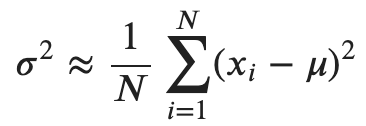 σ² ≈ 1/N ∑_{i=1}^{N} (xᵢ − μ)²